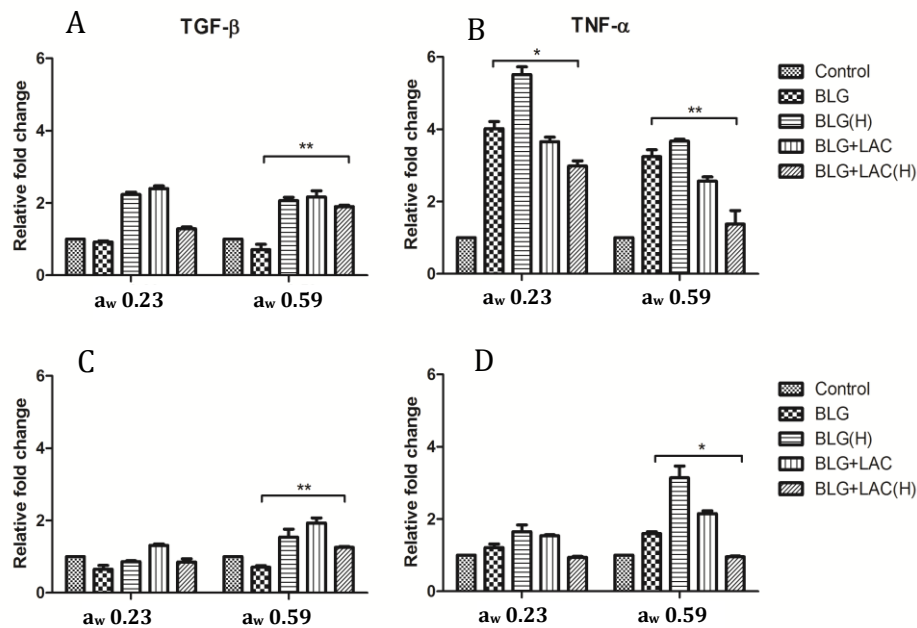 A
TGF-β
Relative fold change
6
4
2
0
**
aw 0.23
aw 0.59
B
TNF-α
Relative fold change
6
4
2
0
*
**
aw 0.23
aw 0.59
Control
BLG
BLG(H)
BLG+LAC
BLG+LAC(H)
C
Relative fold change
6
4
2
0
**
aw 0.23
aw 0.59
D
Relative fold change
6
4
2
0
*
aw 0.23
aw 0.59
Control
BLG
BLG(H)
BLG+LAC
BLG+LAC(H)